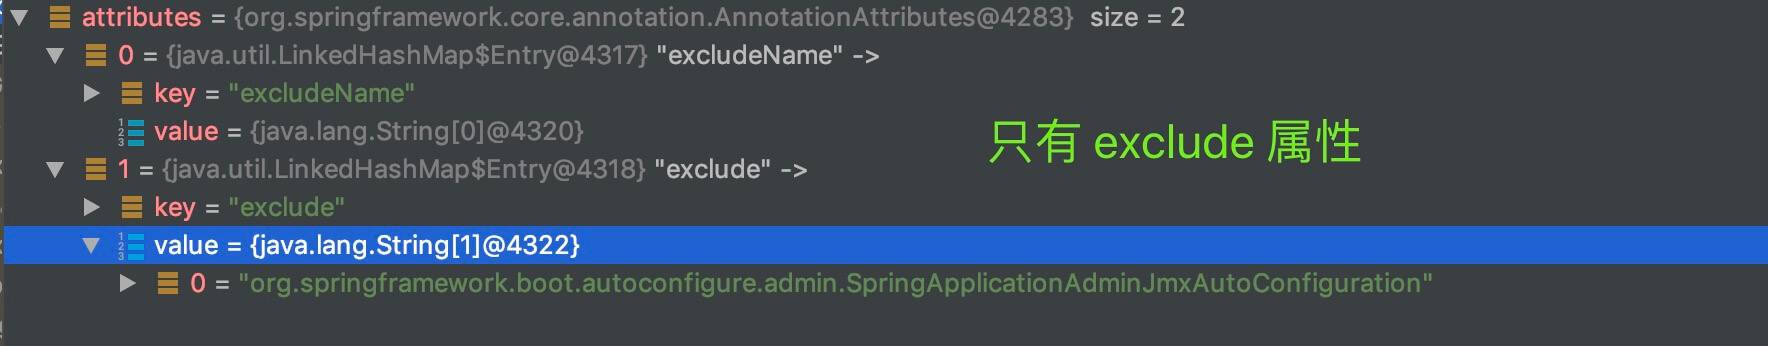 attributes = {org.springframework.core.annotation.AnnotationAttributes@4283} size = 2
0 = {java.util.LinkedHashMap$Entry@4317} "excludeName" ->
key = "excludeName"
value = {java.lang.String[0]@4320}
只有 exclude 属性
1 = {java.util.LinkedHashMap$Entry@4318} "exclude" ->
key = "exclude"
value = {java.lang.String[1]@4322}
0 = "org.springframework.boot.autoconfigure.admin.SpringApplicationAdminJmxAutoConfiguration"